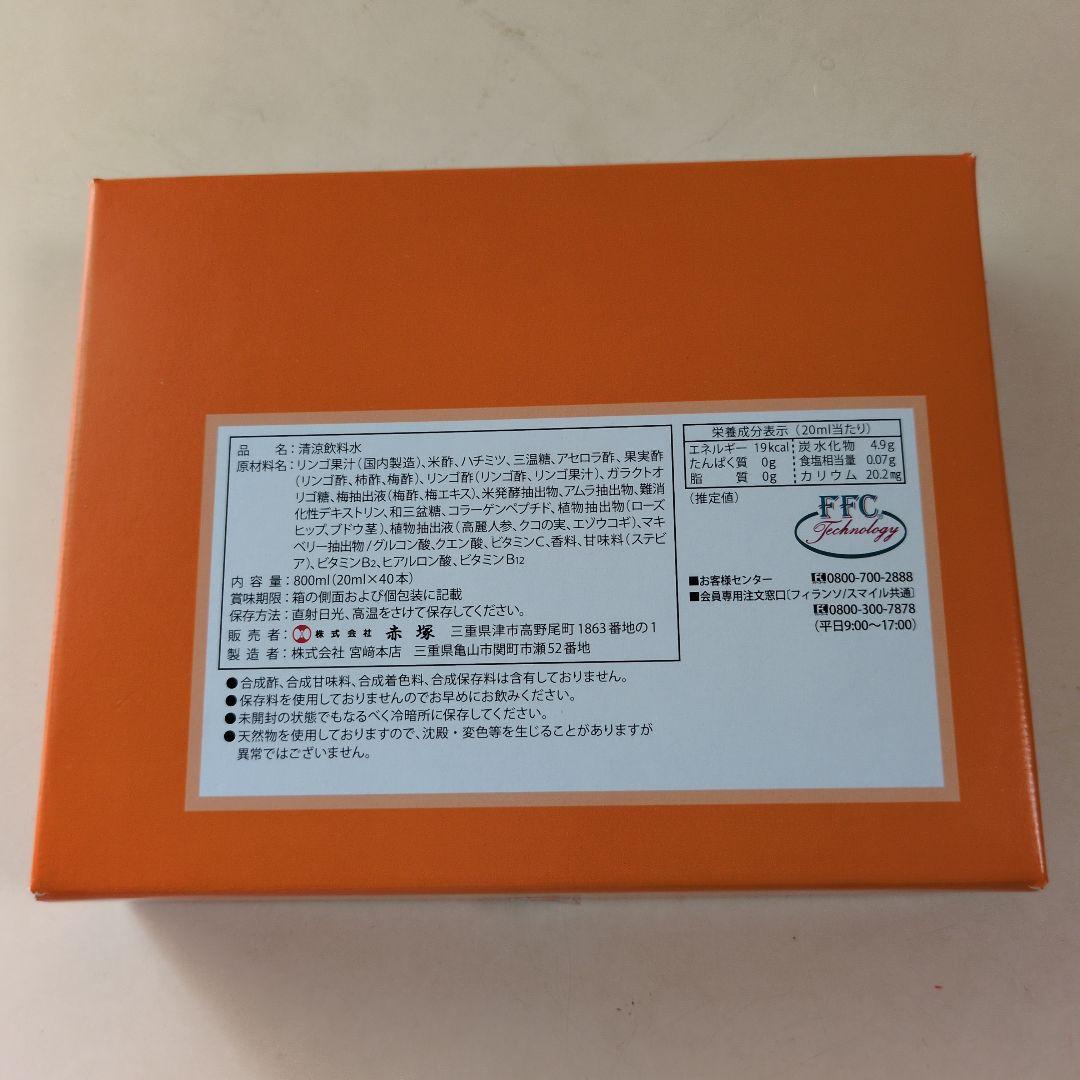 品　　名：清涼飲料水
原材料名：リンゴ果汁（国内製造）、米酢、ハチミツ、三温糖、アセロラ酢、果実酢
（リンゴ酢、柿酢、梅酢）、リンゴ酢（リンゴ酢、リンゴ果汁）、ガラクトオ
リゴ糖、梅抽出液（梅酢、梅エキス）、米発酵抽出物、アムラ抽出物、難消
化性デキストリン、和三盆糖、コラーゲンペプチド、植物抽出物（ローズ
ヒップ、ブドウ茎）、植物抽出液（高麗人参、クコの実、エゾウコギ）、マキ
ベリー抽出物/グルコン酸、クエン酸、ビタミンC、香料、甘味料（ステビ
ア）、ビタミンB2、ヒアルロン酸、ビタミンB12
内容量：800ml（20ml×40本）
賞味期限：箱の側面および個包装に記載
保存方法：直射日光、高温をさけて保存してください。
販売者：株式会社 赤塚　三重県津市高野尾町1863番地の1
製造者：株式会社 宮﨑本店　三重県亀山市関町市瀬52番地
●合成酢、合成甘味料、合成着色料、合成保存料は含有しておりません。
●保存料を使用しておりませんのでお早めにお飲みください。
●未開封の状態でもなるべく冷暗所に保存してください。
●天然物を使用しておりますので、沈殿・変色等を生じることがありますが
異常ではございません。
栄養成分表示（20ml当たり）
エネルギー 19kcal 炭水化物 4.9g
たんぱく質 0g 食塩相当量 0.07g
脂質 0g カリウム 20.2mg
（推定値）
FFC
Technology
■お客様センター 0800-700-2888
■会員専用注文窓口〔フィランソ/スマイル共通〕
0800-300-7878
（平日9:00～17:00）